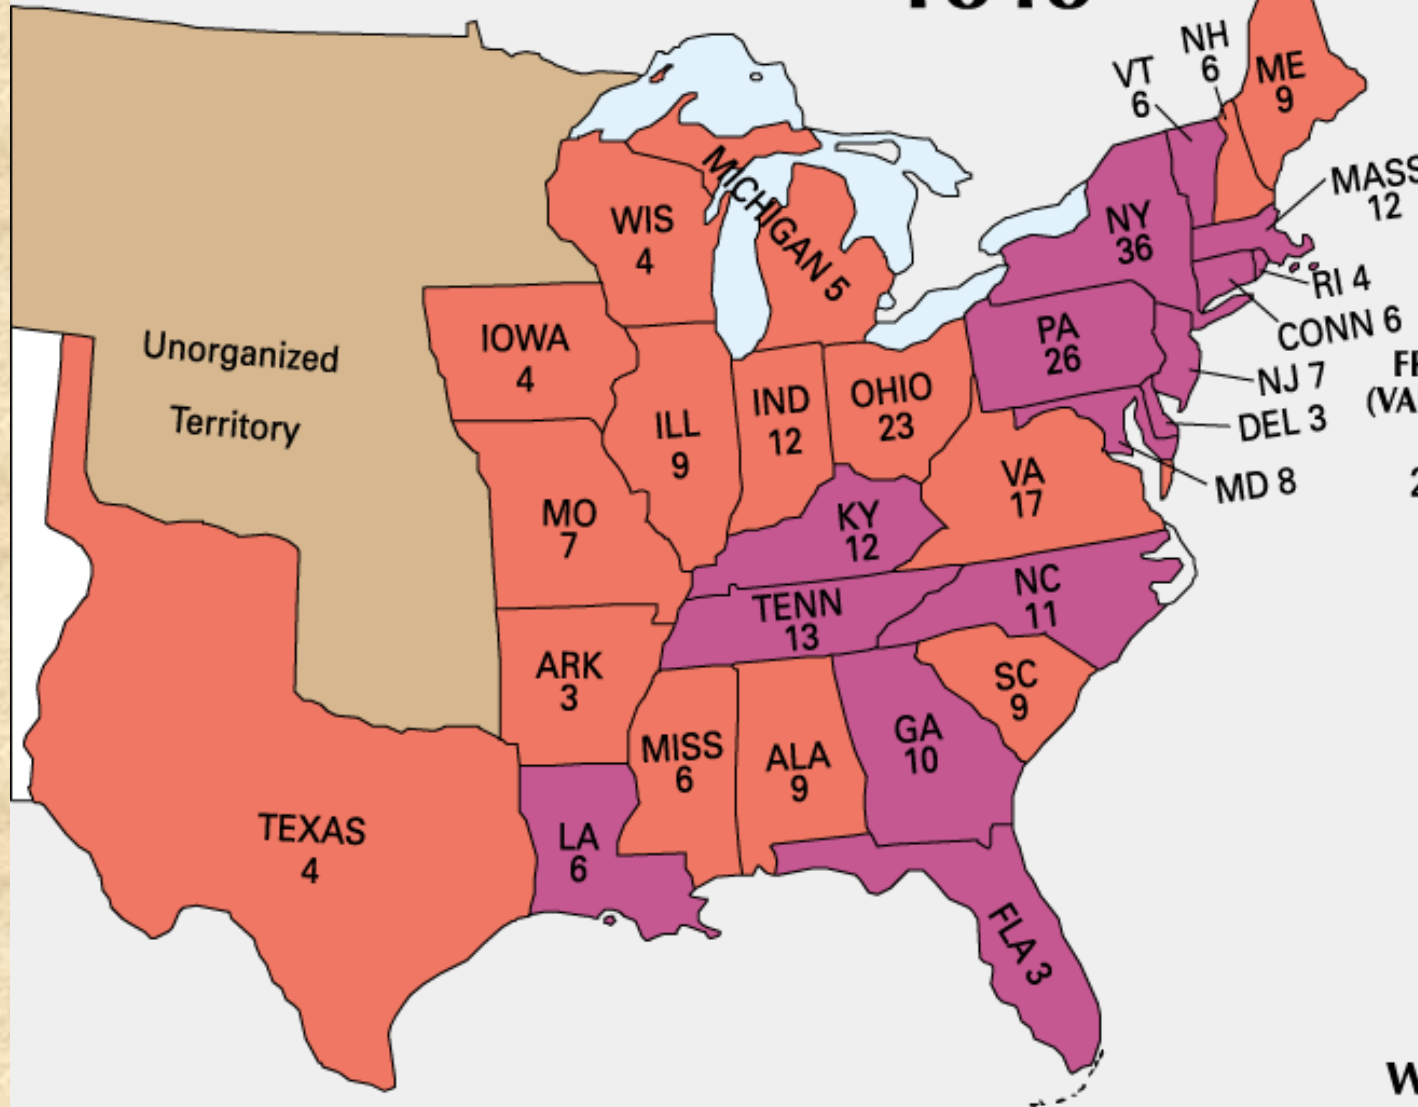 NH
6
VT
6
ME
9
MASS
12
MICHIGAN 5
WIS
4
NY
36
RI 4
CONN 6
PA
26
NJ 7
DEL 3
MD 8
(VA
Unorganized
Territory
IOWA
4
ILL
9
IND
12
OHIO
23
VA
17
MO
7
KY
12
TENN
13
NC
11
ARK
3
SC
9
MISS
6
ALA
9
GA
10
TEXAS
4
LA
6
FLA 3